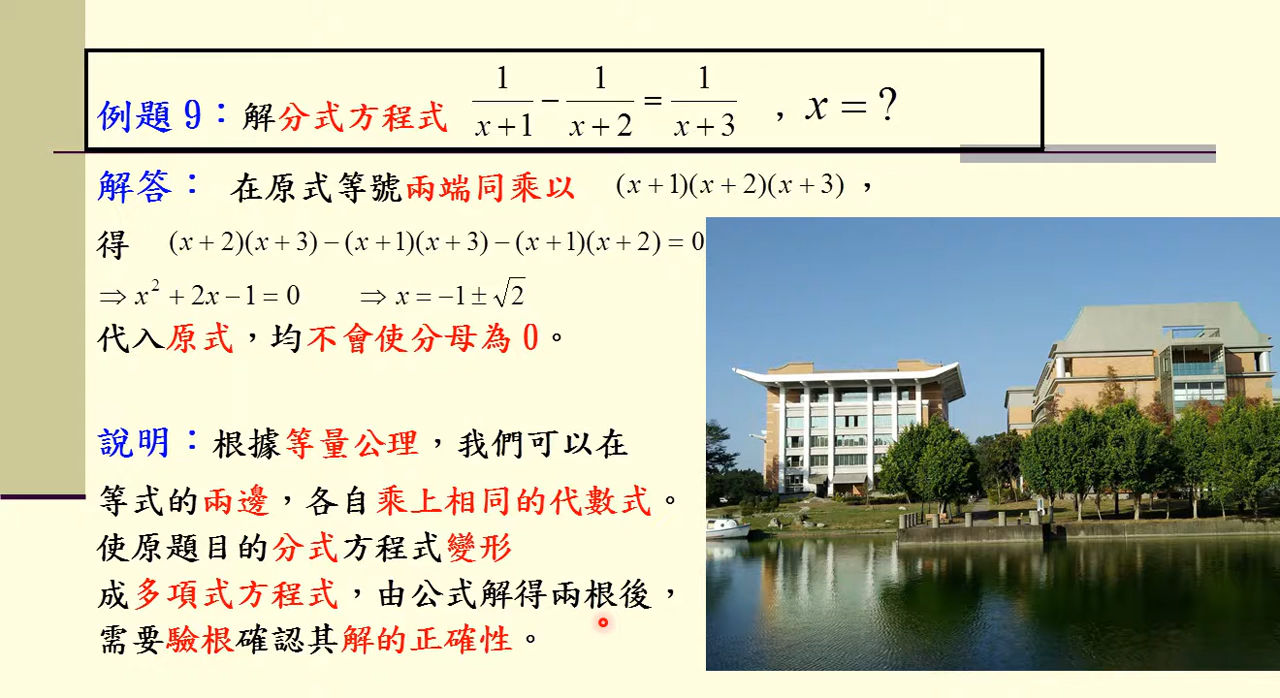 例題 9：解分式方程式 \frac{1}{x+1} - \frac{1}{x+2} = \frac{1}{x+3} , x = ?
解答： 在原式等號兩端同乘以 (x+1)(x+2)(x+3)，
得 (x+2)(x+3)-(x+1)(x+3)-(x+1)(x+2)=0
⇒ x² + 2x - 1 = 0 ⇒ x = -1 ± √2
代入原式，均不會使分母為 0。
說明：根據等量公理，我們可以在
等式的兩邊，各自乘上相同的代數式。
使原題目的分式方程式變形
成多項式方程式，由公式解得兩根後，
需要驗根確認其解的正確性。